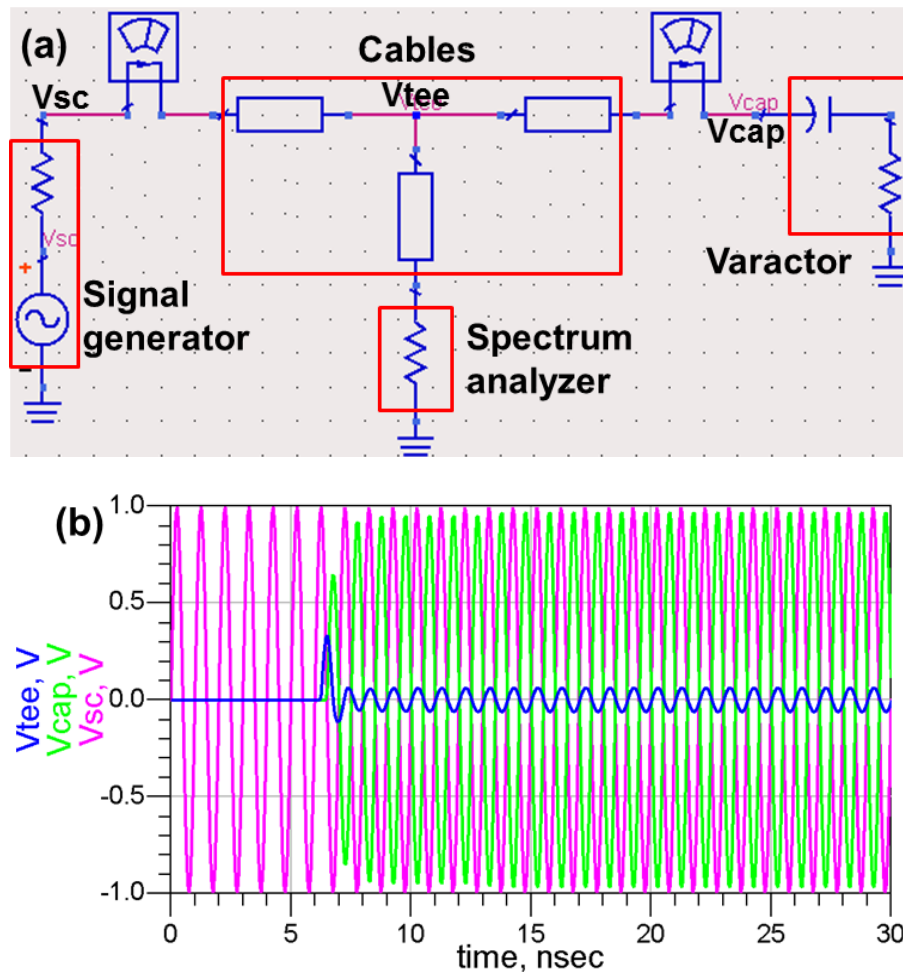 (a)
Cables
Vsc
Vtee
Vtee
Vcap
Vcap
Vsc
+
Signal
generator
-
Spectrum
analyzer
Varactor
(b)
Vtee, V
Vcap, V
Vsc, V
1.0
0.5
0.0
-0.5
-1.0
0 5 10 15 20 25 30
time, nsec